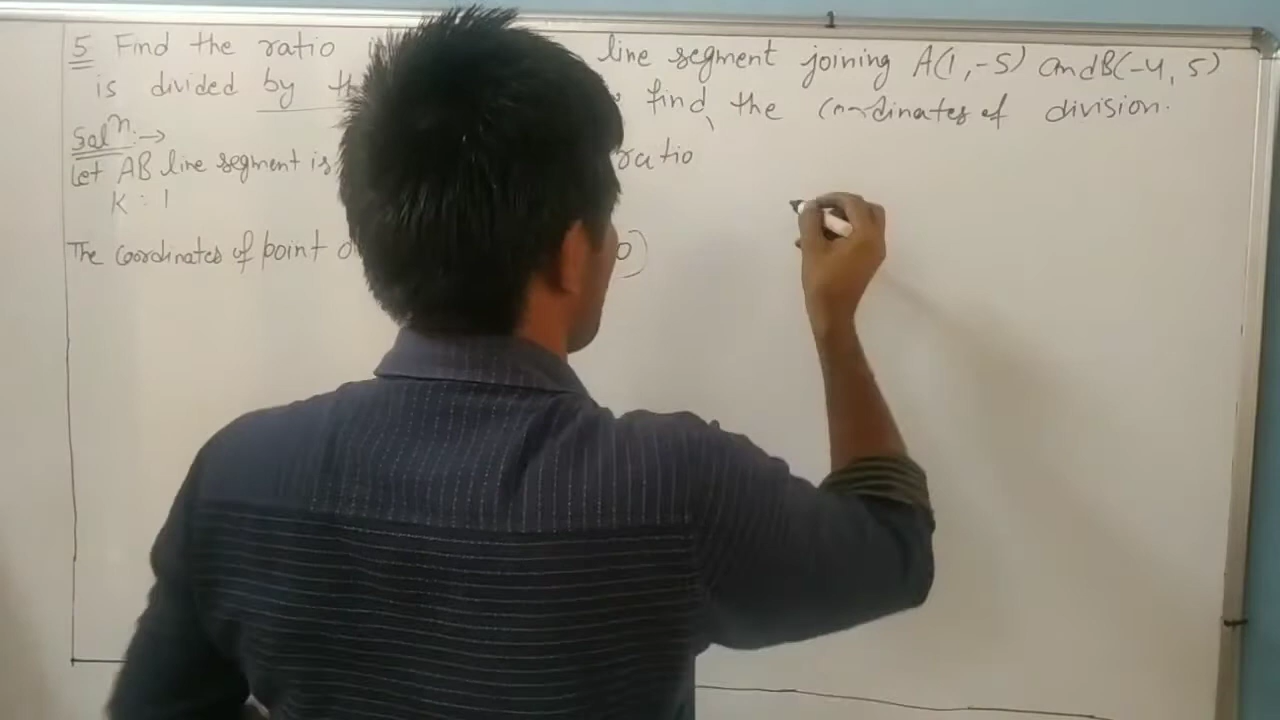 5 Find the ratio line segment joining A(1,-5) and B(-4, 5)
is divided by find the coordinates of division.
Solⁿ.→
Let AB line segment is ratio
K : 1
The coordinates of point 0)